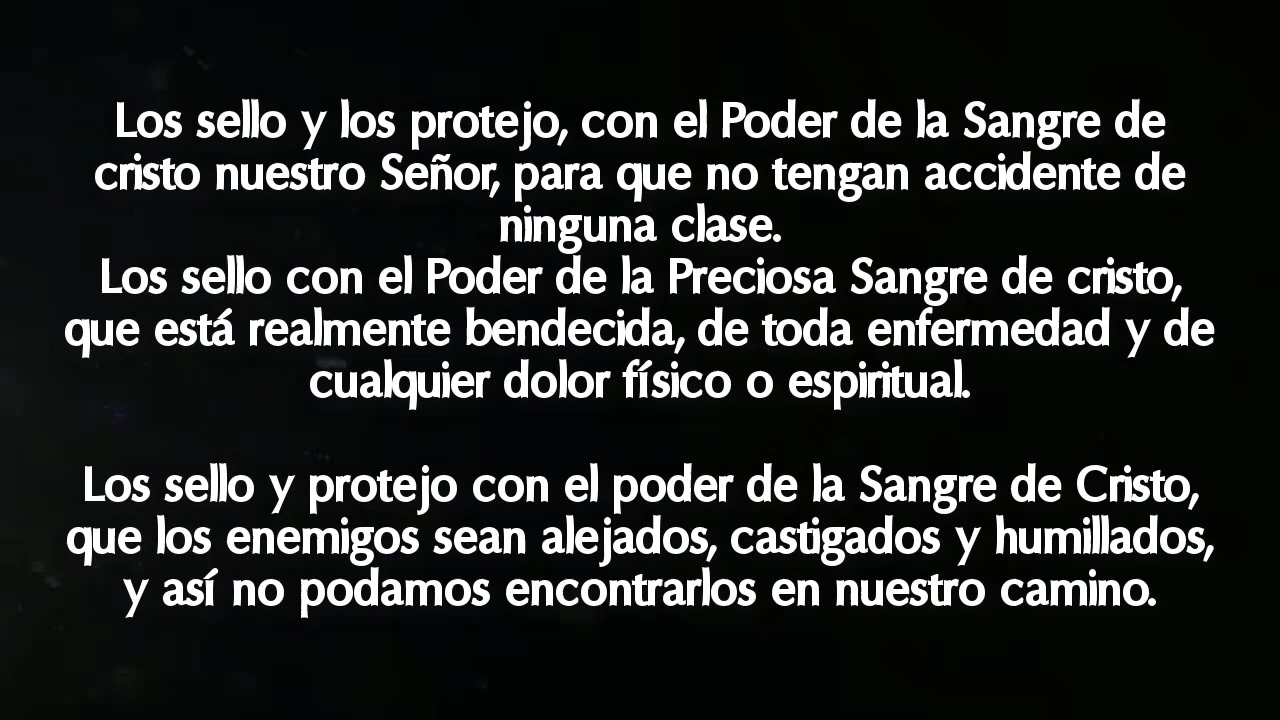 Los sello y los protejo, con el Poder de la Sangre de
cristo nuestro Señor, para que no tengan accidente de
ninguna clase.
Los sello con el Poder de la Preciosa Sangre de cristo,
que está realmente bendecida, de toda enfermedad y de
cualquier dolor físico o espiritual.
Los sello y protejo con el poder de la Sangre de Cristo,
que los enemigos sean alejados, castigados y humillados,
y así no podamos encontrarlos en nuestro camino.